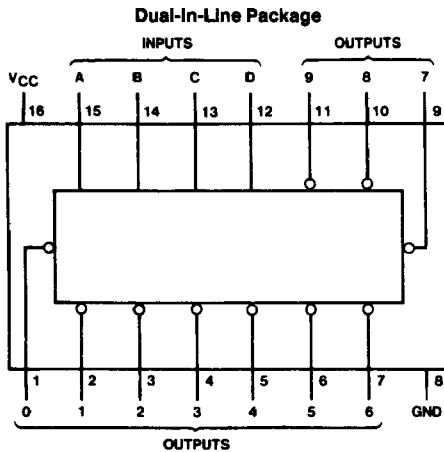 Dual-In-Line Package
INPUTS OUTPUTS
VCC A B C D 9 8 7
16 15 14 13 12 11 10 9
1 2 3 4 5 6 7 8
0 1 2 3 4 5 6 GND
OUTPUTS